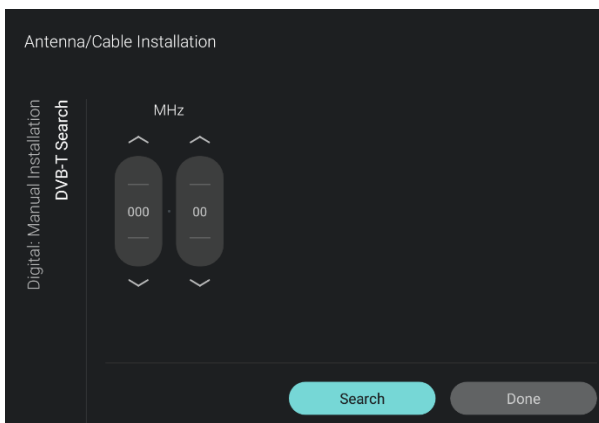 Antenna/Cable Installation
Digital: Manual Installation
DVB-T Search
MHz
000 . 00
Search
Done